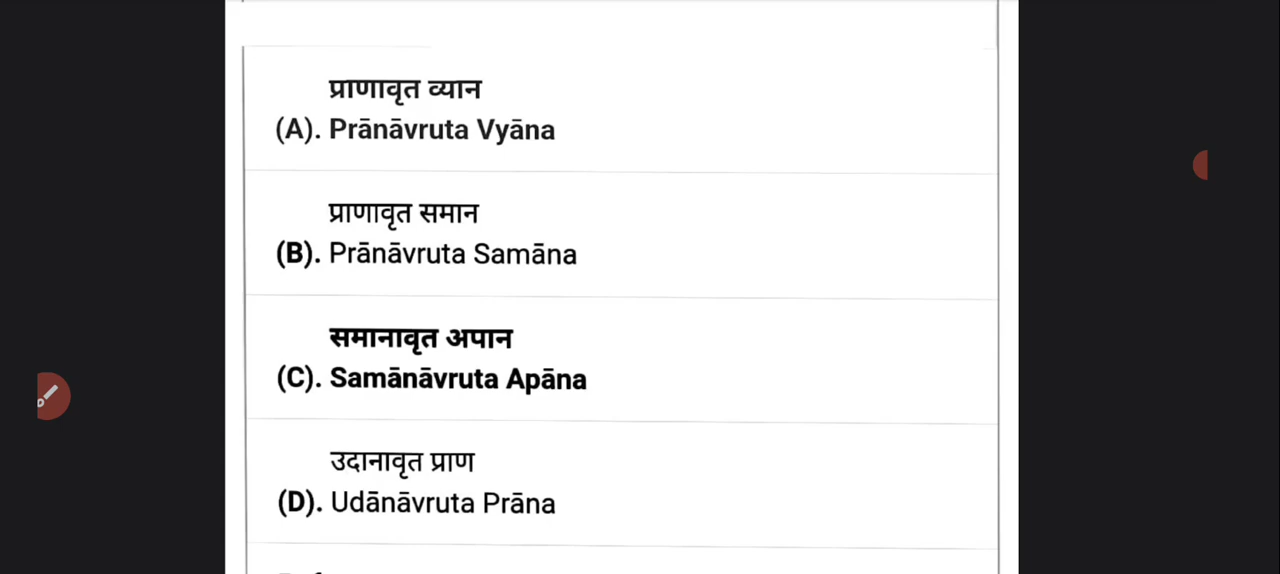 प्राणावृत व्यान
(A). Prānāvruta Vyāna
प्राणावृत समान
(B). Prānāvruta Samāna
समानावृत अपान
(C). Samānāvruta Apāna
उदानावृत प्राण
(D). Udānāvruta Prāna